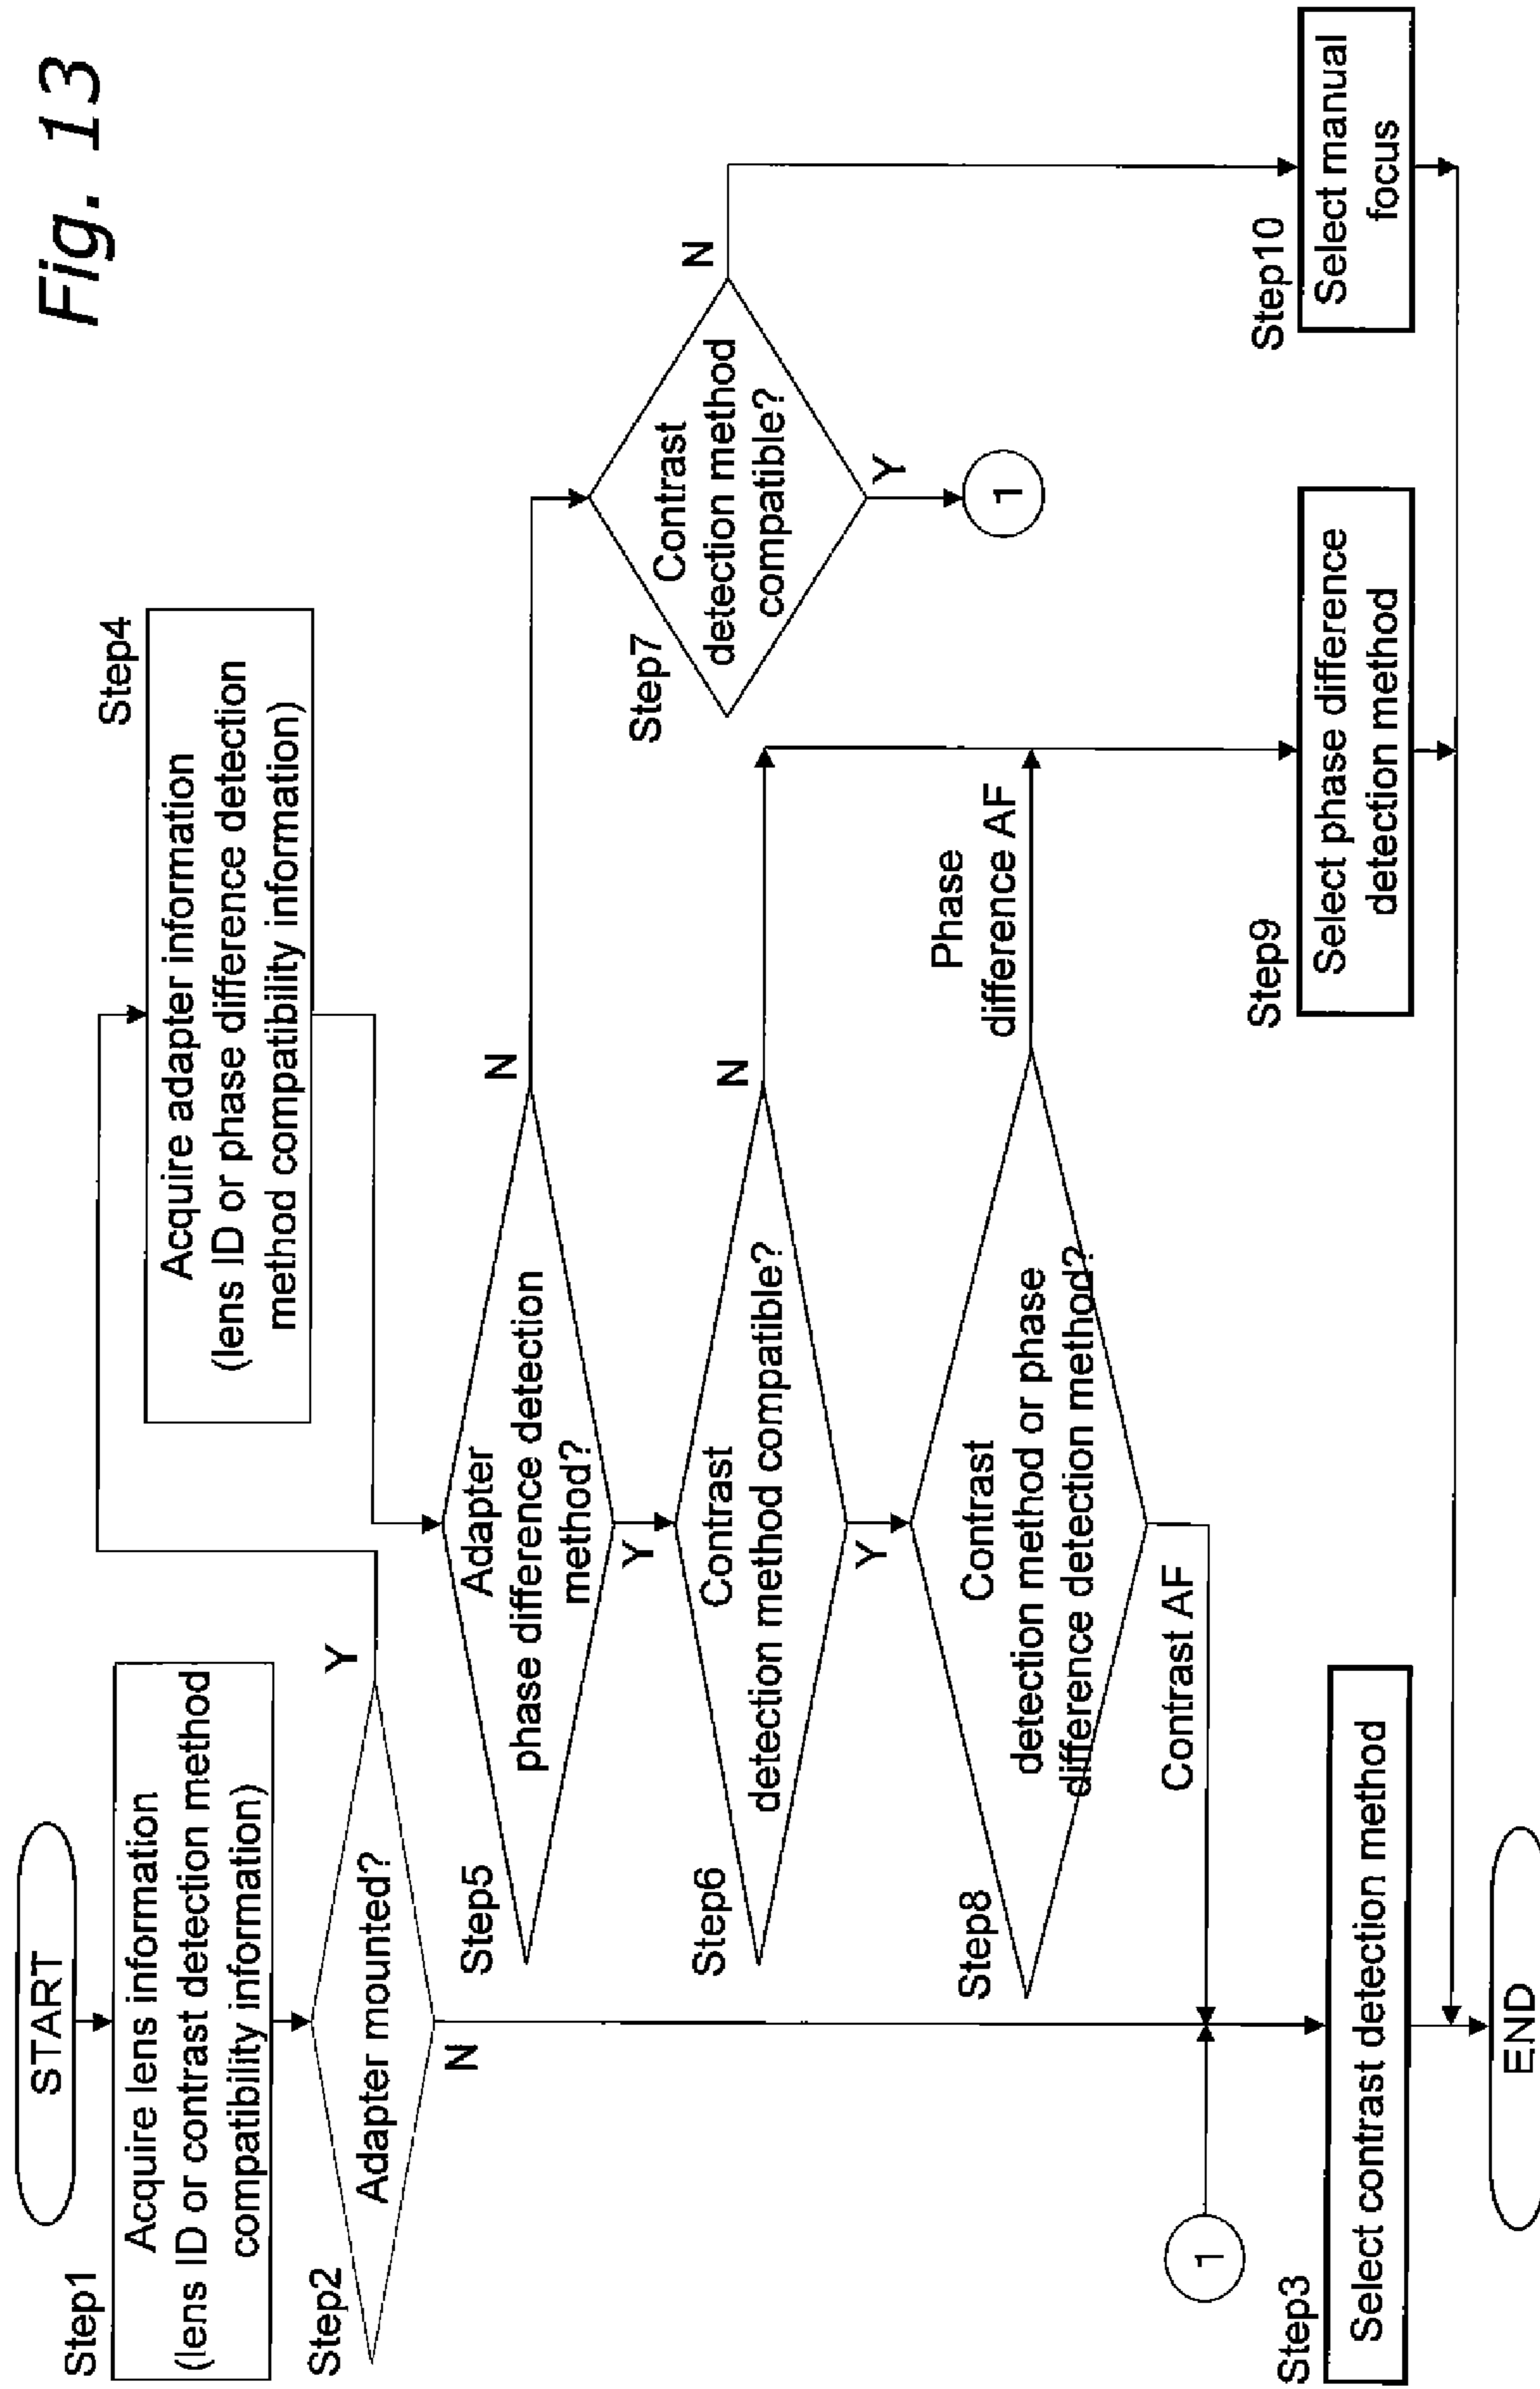 Fig. 13
START
Step1
Acquire lens information
(lens ID or contrast detection method
compatibility information)
Step2
Adapter mounted?
Y
N
Step4
Acquire adapter information
(lens ID or phase difference detection
method compatibility information)
Step5
Adapter
phase difference detection
method?
N
Y
Step6
Contrast
detection method compatible?
N
Y
Step7
Contrast
detection method
compatible?
N
Y
1
Step8
Contrast
detection method or phase
difference detection method?
Phase
difference AF
Contrast AF
1
Step3
Select contrast detection method
Step9
Select phase difference
detection method
Step10
Select manual
focus
END